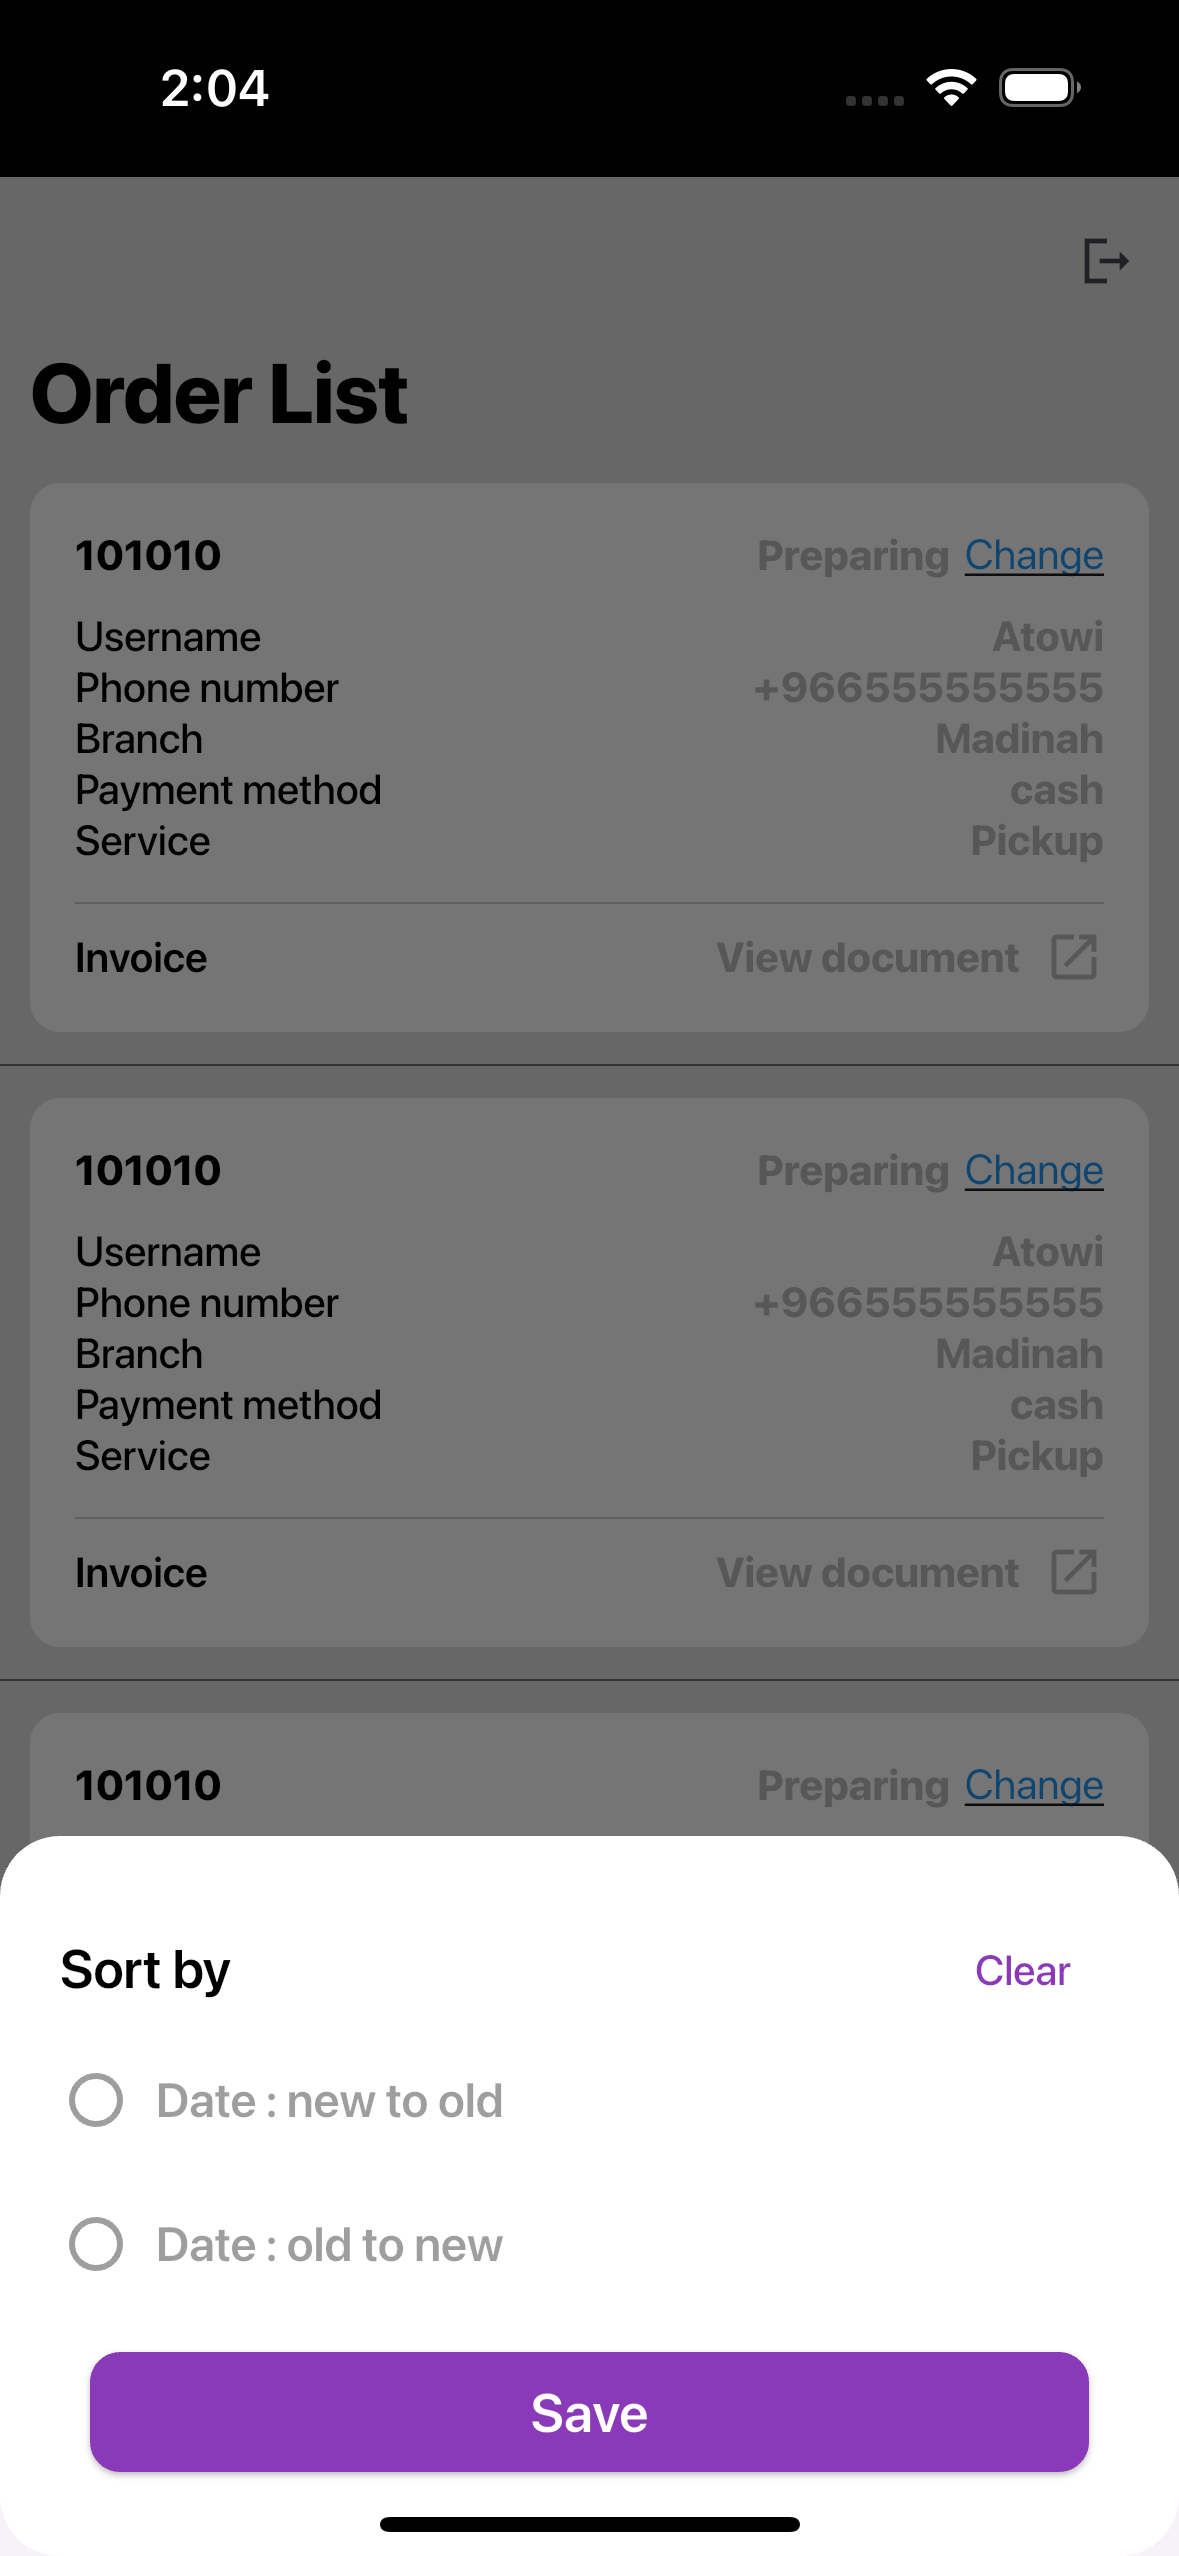 2:04
Order List
101010 Preparing Change
Username Atowi
Phone number +966555555555
Branch Madinah
Payment method cash
Service Pickup
Invoice View document
101010 Preparing Change
Username Atowi
Phone number +966555555555
Branch Madinah
Payment method cash
Service Pickup
Invoice View document
101010 Preparing Change
Sort by Clear
Date : new to old
Date : old to new
Save